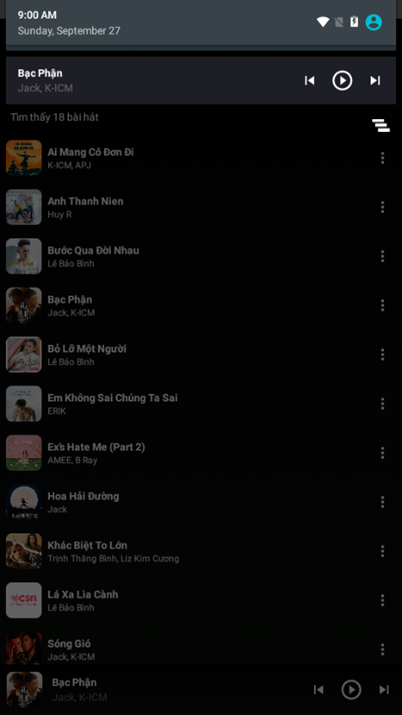 9:00 AM
Sunday, September 27
Bạc Phận
Jack, K-ICM
Tìm thấy 18 bài hát
Ai Mang Cô Đơn Đi
K-ICM, APJ
Anh Thanh Nien
Huy R
Bước Qua Đời Nhau
Lê Bảo Bình
Bạc Phận
Jack, K-ICM
Bỏ Lỡ Một Người
Lê Bảo Bình
Em Không Sai Chúng Ta Sai
ERIK
Ex's Hate Me (Part 2)
AMEE, B Ray
Hoa Hải Đường
Jack
Khác Biệt To Lớn
Trịnh Thăng Bình, Liz Kim Cương
csn
Lá Xa Lìa Cành
Lê Bảo Bình
Sóng Gió
Jack, K-ICM
Bạc Phận
Jack, K-ICM